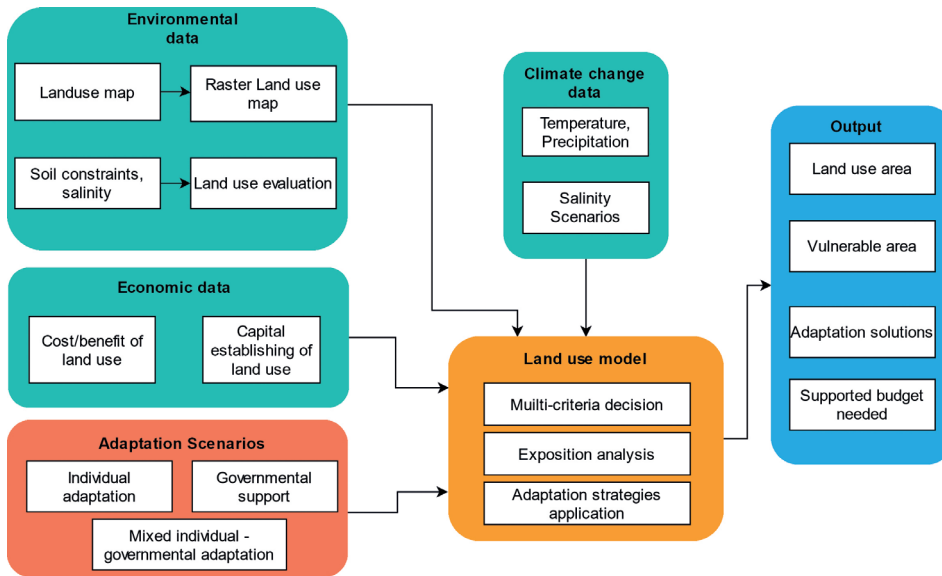 Environmental
data
Landuse map
Raster Land use
map
Soil constraints,
salinity
Land use evaluation
Economic data
Cost/benefit of
land use
Capital
establishing of
land use
Adaptation Scenarios
Individual
adaptation
Governmental
support
Mixed individual -
governmental adaptation
Climate change
data
Temperature,
Precipitation
Salinity
Scenarios
Land use model
Muilti-criteria decision
Exposition analysis
Adaptation strategies
application
Output
Land use area
Vulnerable area
Adaptation solutions
Supported budget
needed